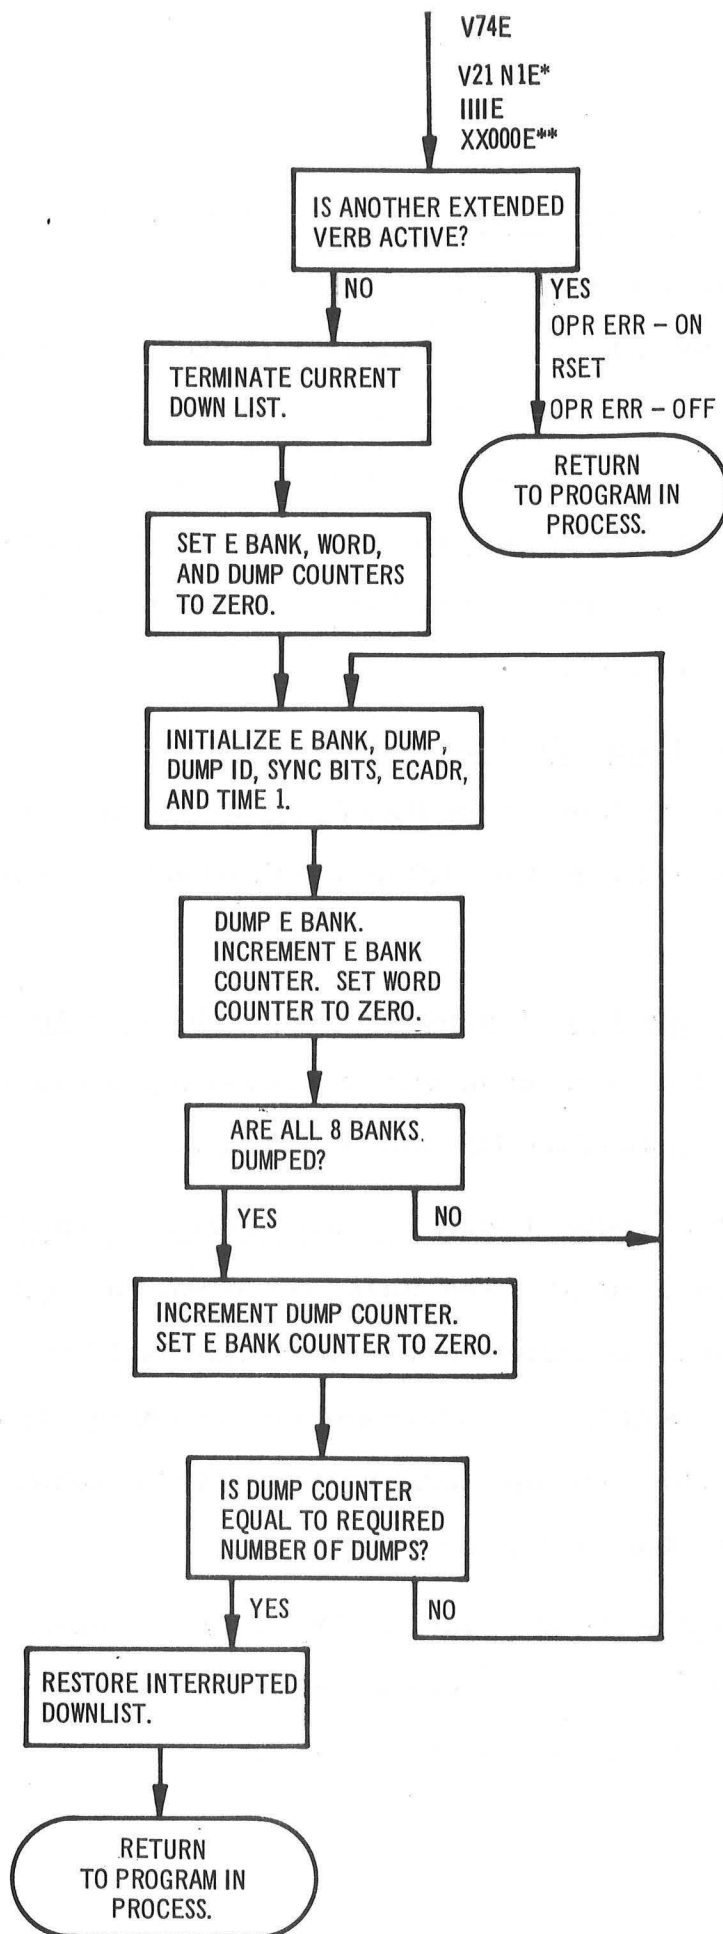 V74E
V21 N1E*
IIIIE
XX000E**
IS ANOTHER EXTENDED
VERB ACTIVE?
NO
YES
OPR ERR – ON
RSET
OPR ERR – OFF
TERMINATE CURRENT
DOWN LIST.
RETURN
TO PROGRAM IN
PROCESS.
SET E BANK, WORD,
AND DUMP COUNTERS
TO ZERO.
INITIALIZE E BANK, DUMP,
DUMP ID, SYNC BITS, ECADR,
AND TIME 1.
DUMP E BANK.
INCREMENT E BANK
COUNTER. SET WORD
COUNTER TO ZERO.
ARE ALL 8 BANKS.
DUMPED?
YES
NO
INCREMENT DUMP COUNTER.
SET E BANK COUNTER TO ZERO.
IS DUMP COUNTER
EQUAL TO REQUIRED
NUMBER OF DUMPS?
YES
NO
RESTORE INTERRUPTED
DOWNLIST.
RETURN
TO PROGRAM IN
PROCESS.